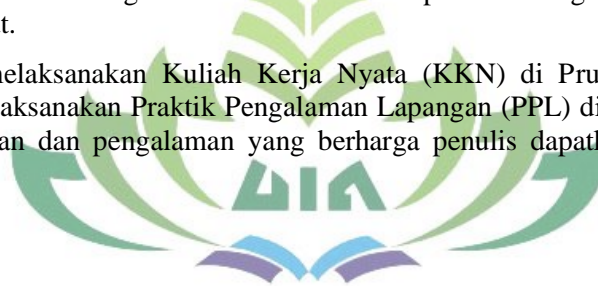 t.
melaksanakan Kuliah Kerja Nyata (KKN) di Pru
aksanakan Praktik Pengalaman Lapangan (PPL) di
an dan pengalaman yang berharga penulis dapatk
UIN